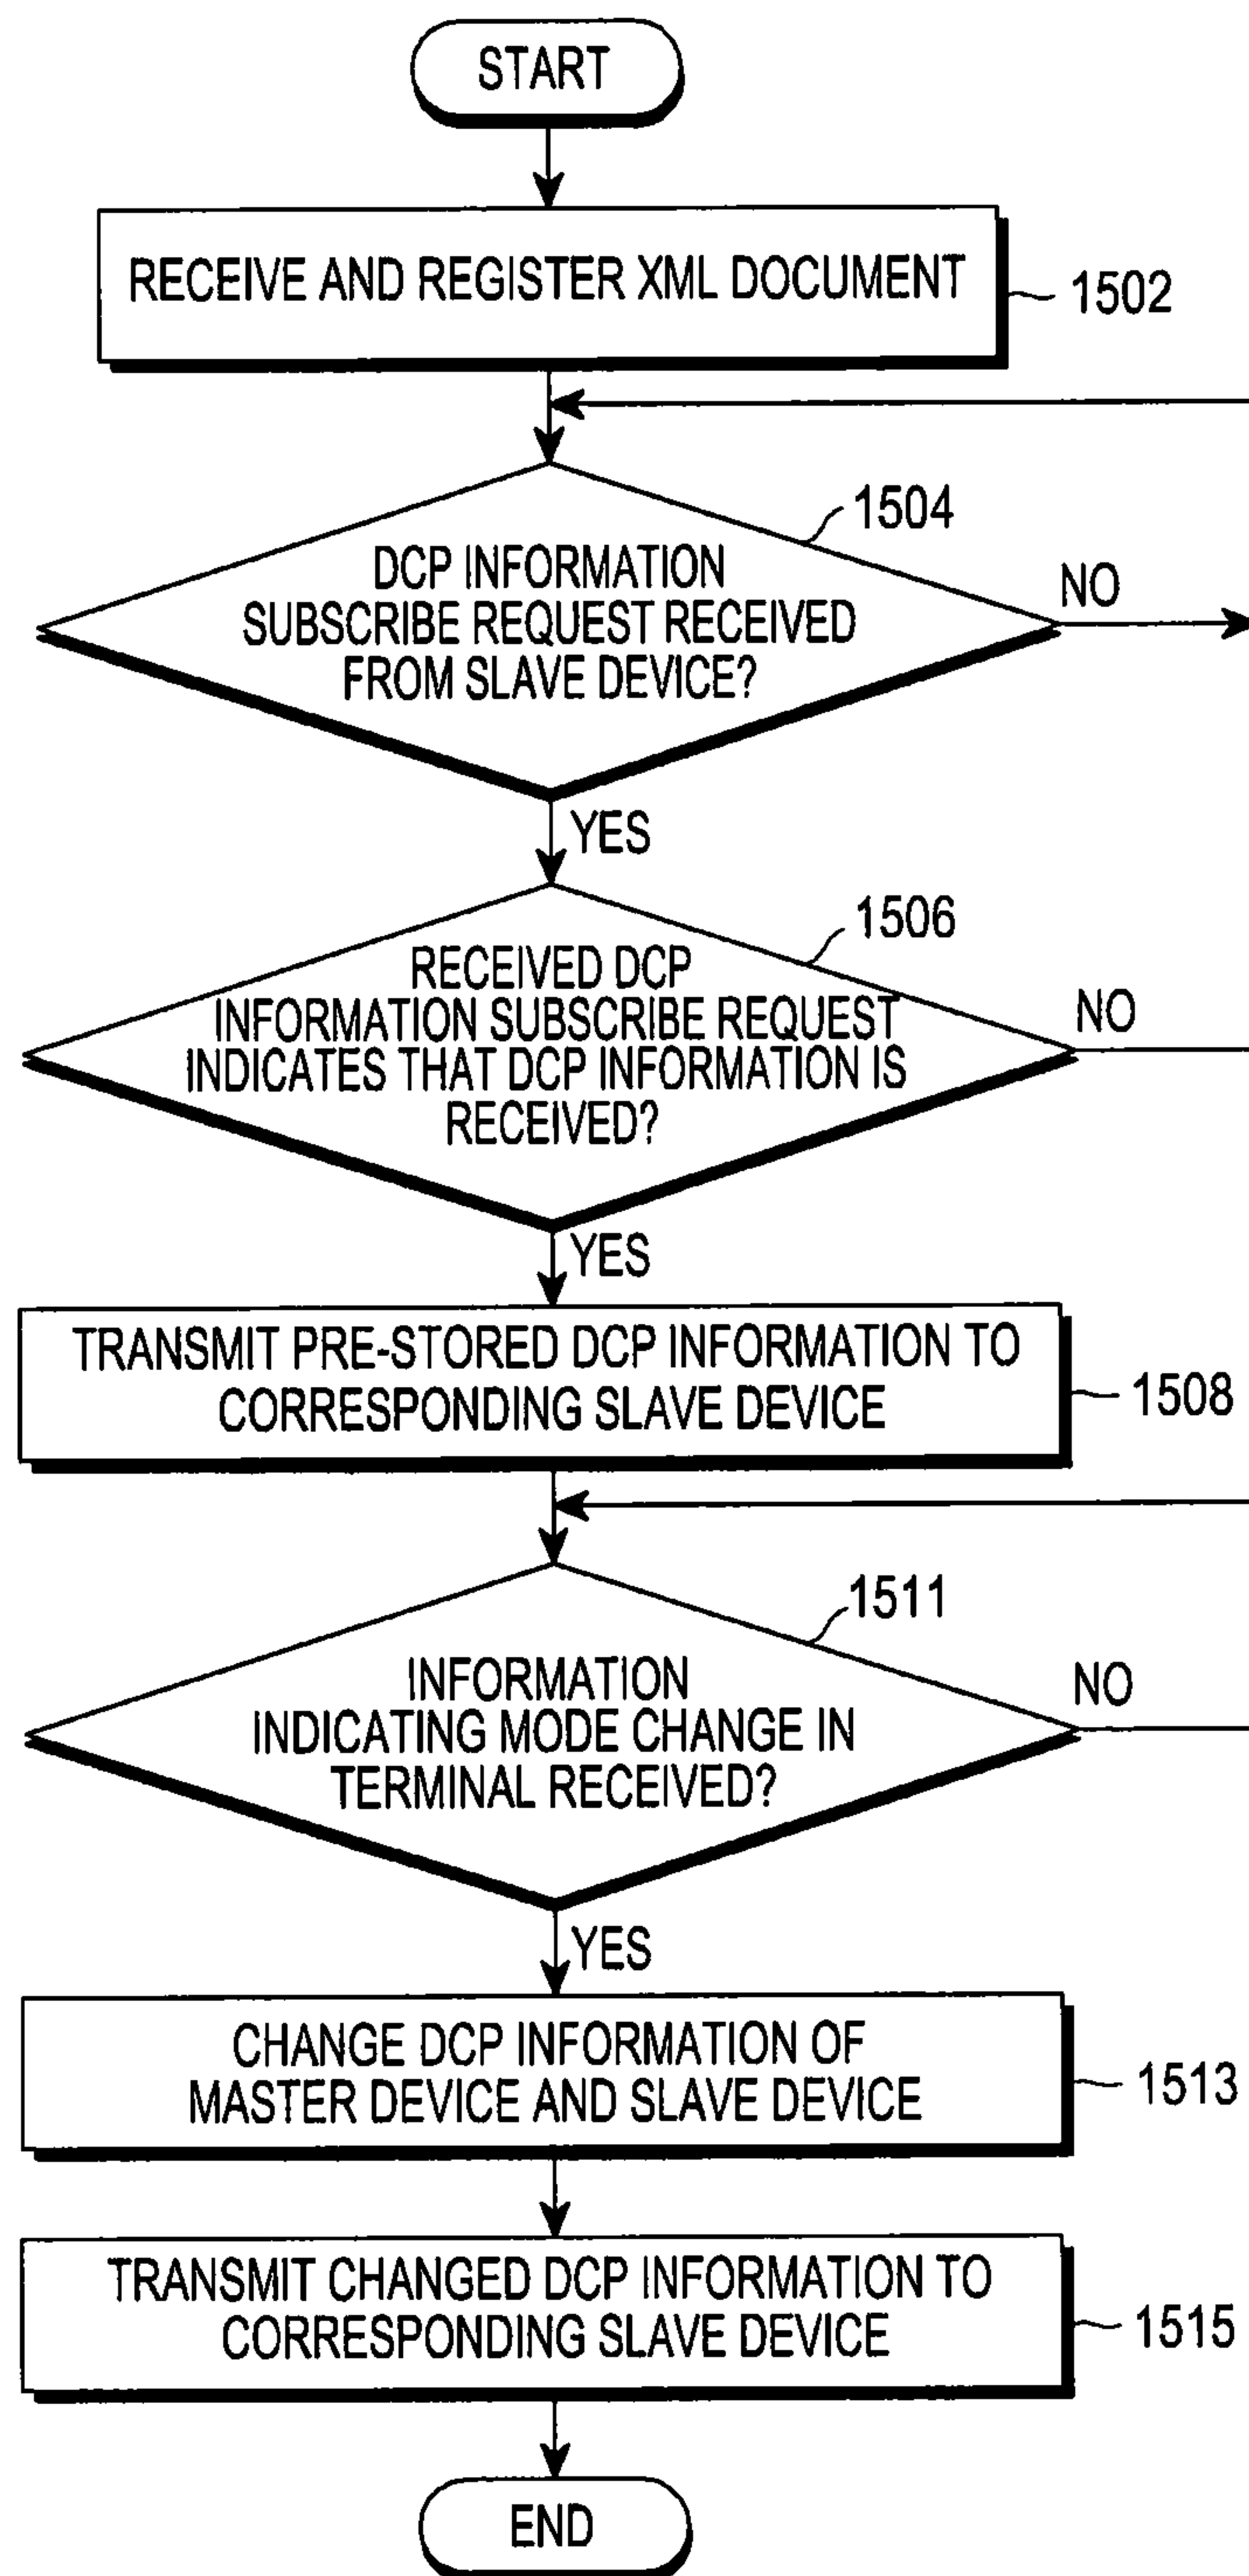 START
RECEIVE AND REGISTER XML DOCUMENT
1502
1504
DCP INFORMATION
SUBSCRIBE REQUEST RECEIVED
FROM SLAVE DEVICE?
NO
YES
1506
RECEIVED DCP
INFORMATION SUBSCRIBE REQUEST
INDICATES THAT DCP INFORMATION IS
RECEIVED?
NO
YES
TRANSMIT PRE-STORED DCP INFORMATION TO
CORRESPONDING SLAVE DEVICE
1508
1511
INFORMATION
INDICATING MODE CHANGE IN
TERMINAL RECEIVED?
NO
YES
CHANGE DCP INFORMATION OF
MASTER DEVICE AND SLAVE DEVICE
1513
TRANSMIT CHANGED DCP INFORMATION TO
CORRESPONDING SLAVE DEVICE
1515
END